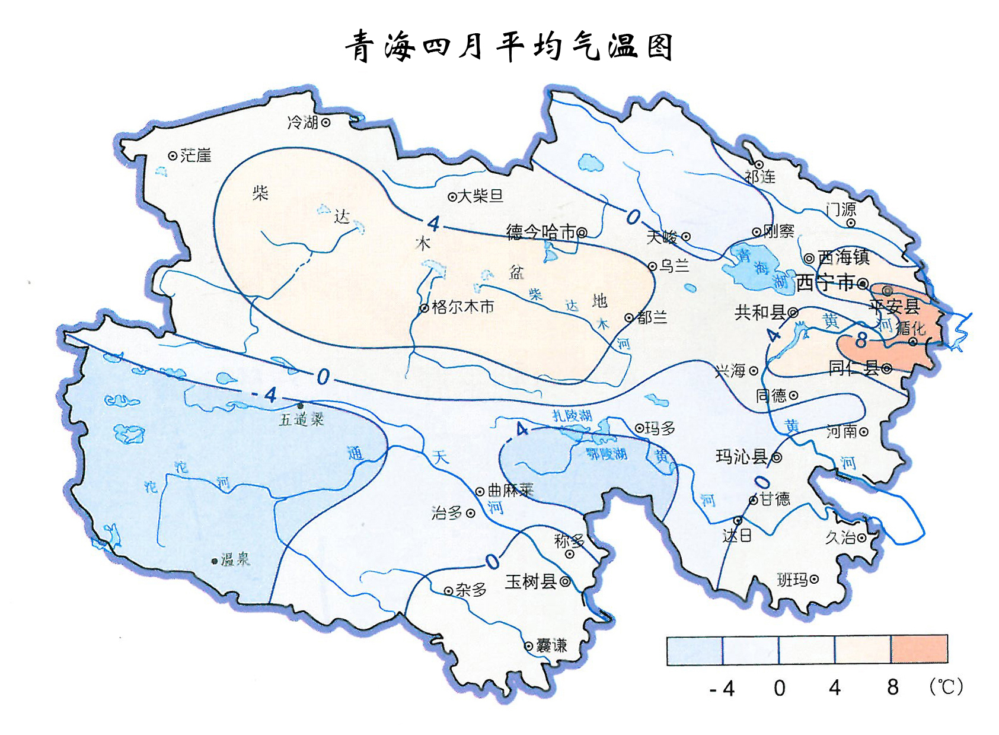 青海四月平均气温图
冷湖
茫崖
祁连
大柴旦
柴
达
木
盆
地
门源
4
0
德令哈市
天峻
刚察
乌兰
青
海
湖
西海镇
西宁市
格尔木市
柴
达
木
河
都兰
共和县
黄
河
平安县
循化
4
8
同仁县
兴海
同德
0
-4
五道梁
扎陵湖
鄂陵湖
玛多
-4
黄
河
黄
河
河南
玛沁县
通
天
河
沱
沱
河
曲麻莱
治多
0
甘德
达日
久治
班玛
称多
0
玉树县
杂多
温泉
囊谦
-4 0 4 8 (℃)